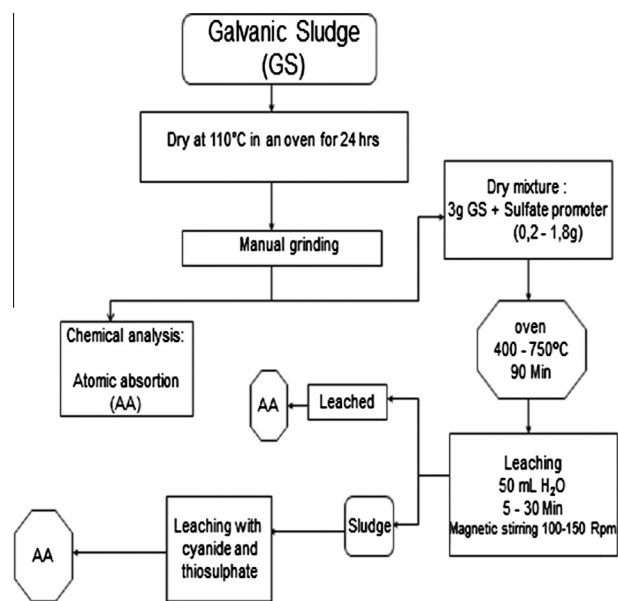 Galvanic Sludge
(GS)
Dry at 110°C in an oven for 24 hrs
Manual grinding
Dry mixture :
3g GS + Sulfate promoter
(0,2 - 1,8g)
Chemical analysis:
Atomic absortion
(AA)
oven
400 - 750ºC
90 Min
AA
Leached
Leaching
50 mL H₂O
5 - 30 Min
Magnetic stirring 100-150 Rpm
Sludge
Leaching with
cyanide and
thiosulphate
AA